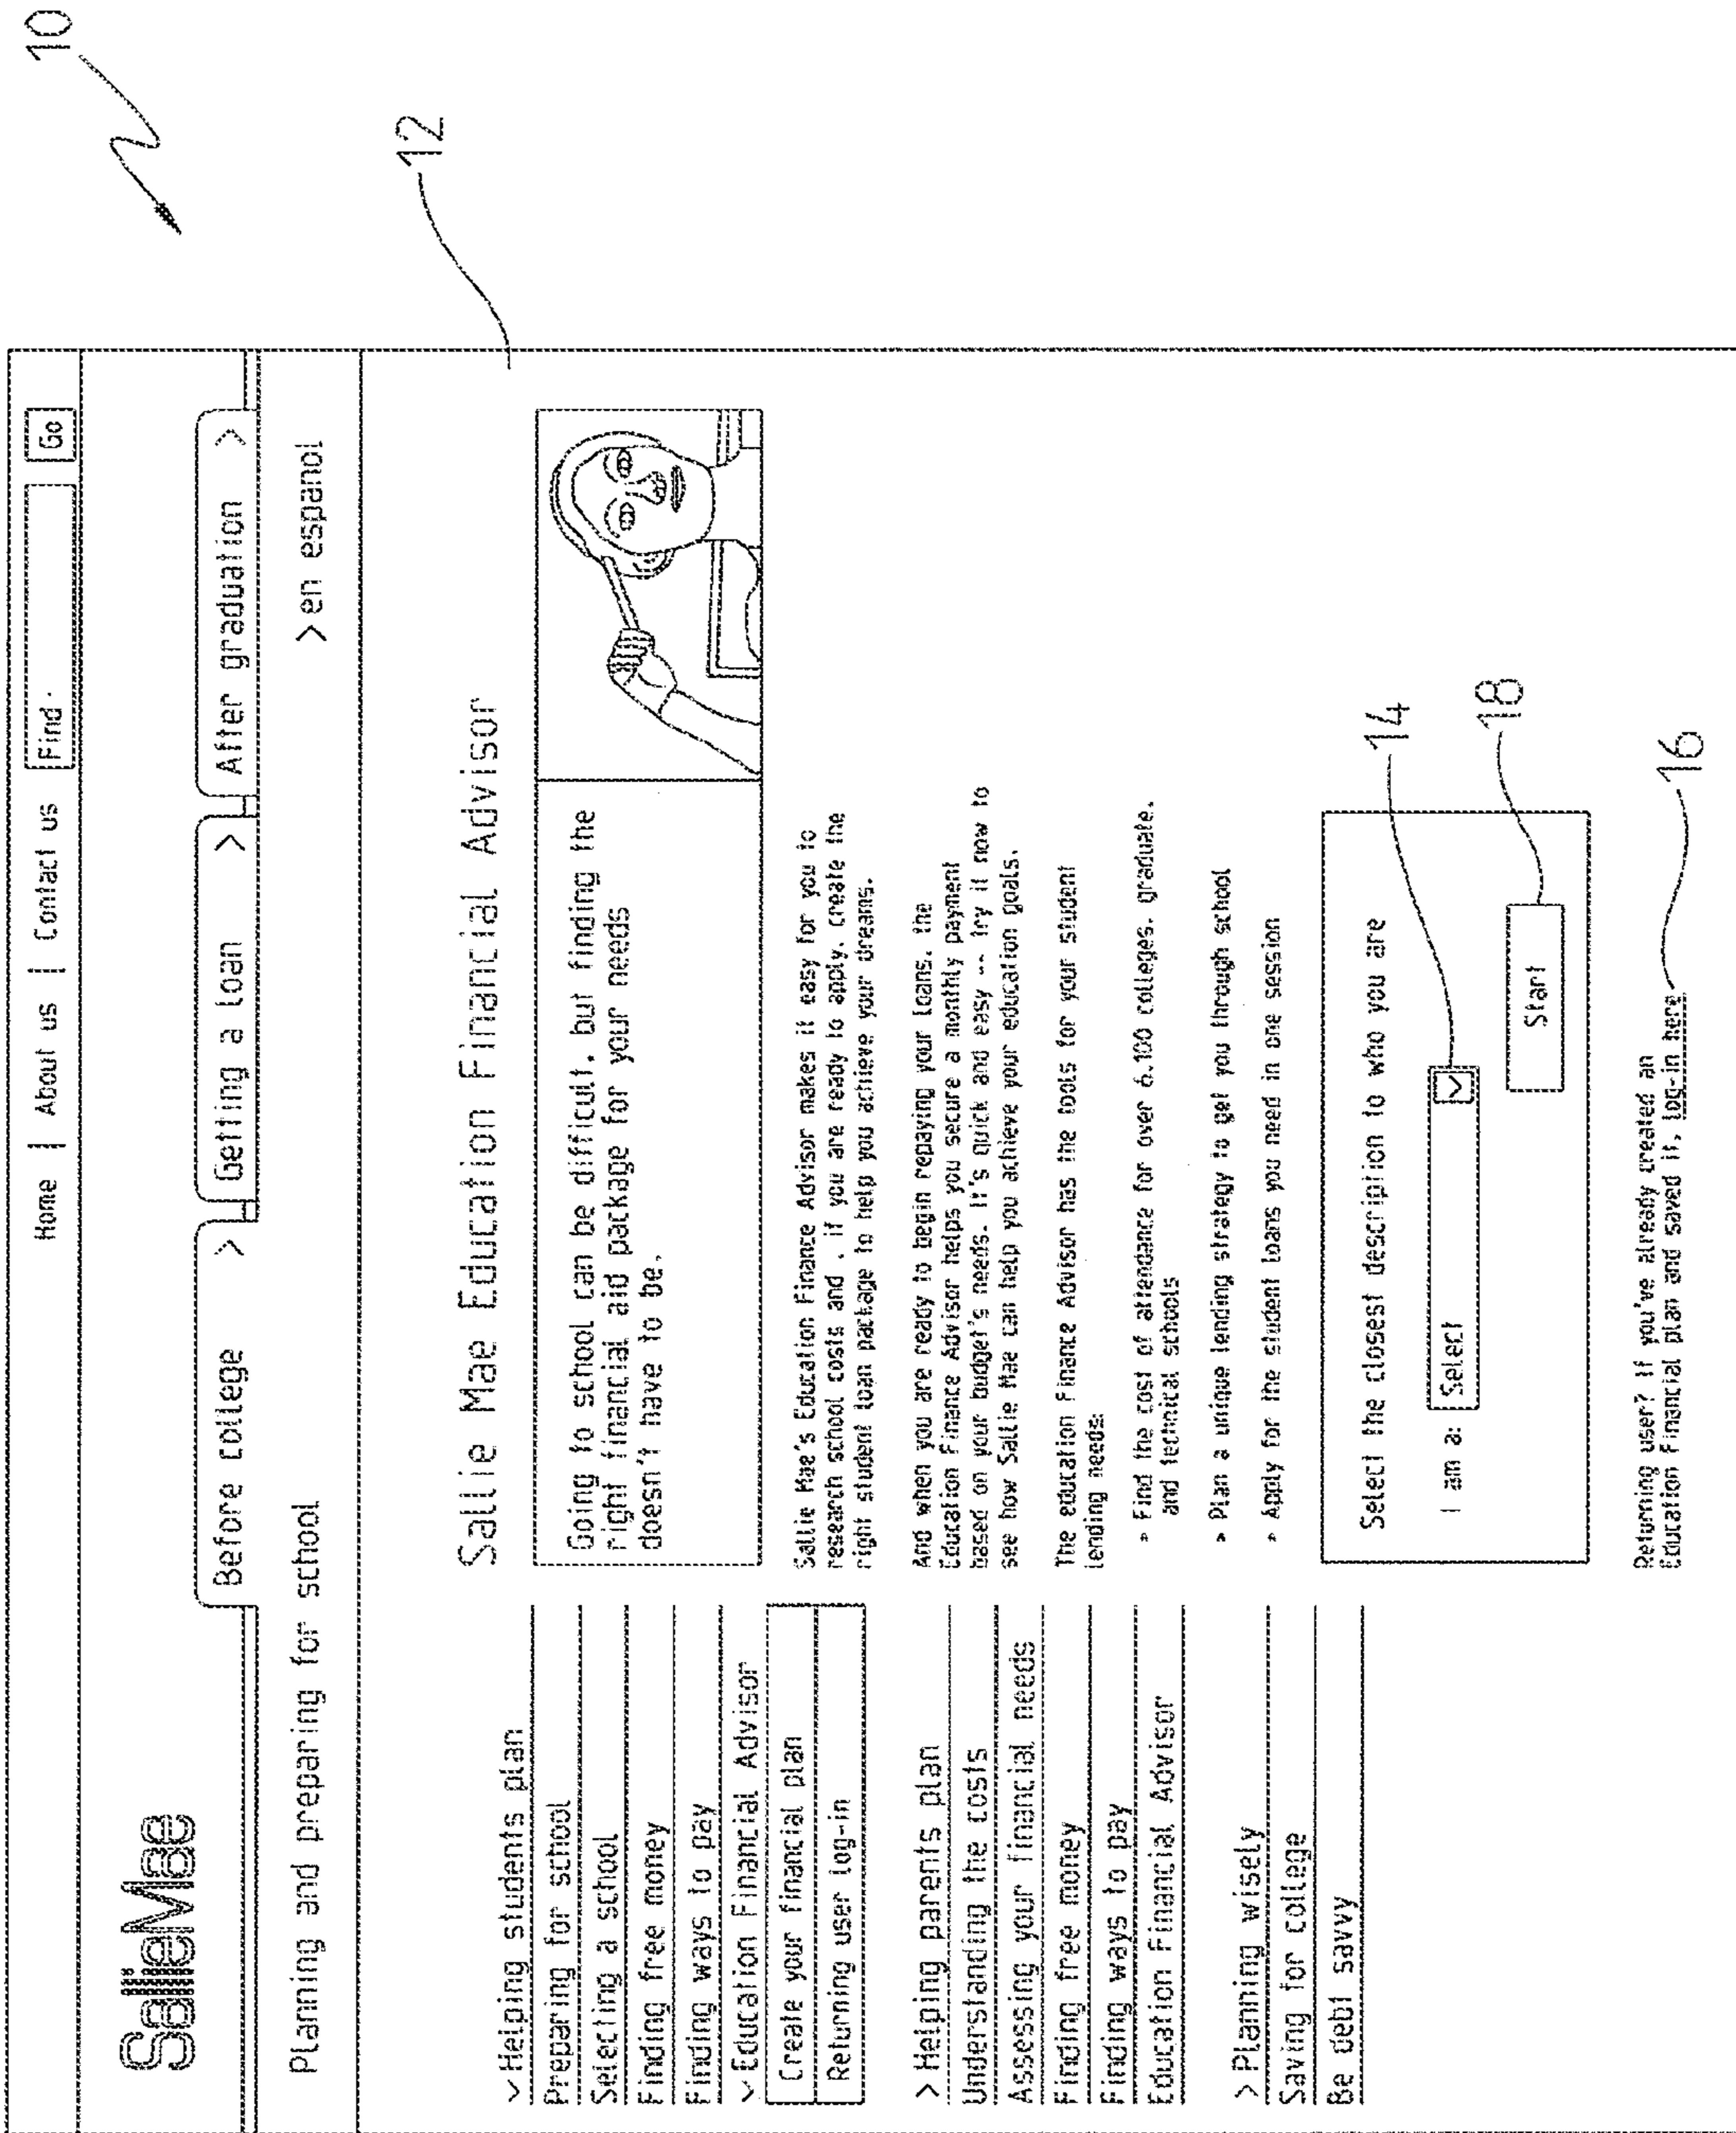 10
Home | About us | Contact us | Find Go
SallieMae
Before college > Getting a loan > After graduation >
Planning and preparing for school > en espanol
12
Sallie Mae Education Financial Advisor
Going to school can be difficult, but finding the
right financial aid package for your needs
doesn't have to be.
Sallie Mae's Education Finance Advisor makes it easy for you to
research school costs and , if you are ready to apply, create the
right student loan package to help you achieve your dreams.
And when you are ready to begin repaying your loans, the
Education Finance Advisor helps you secure a monthly payment
based on your budget's needs. It's quick and easy -- try it now to
see how Sallie Mae can help you achieve your education goals.
The education Finance Advisor has the tools for your student
lending needs:
» Find the cost of attendance for over 6,100 colleges, graduate,
and technical schools
» Plan a unique lending strategy to get you through school
» Apply for the student loans you need in one session
Select the closest description to who you are
I am a: Select
14
Start
18
Returning user? If you've already created an
Education Financial plan and saved it, log-in here
16
Helping students plan
Preparing for school
Selecting a school
Finding free money
Finding ways to pay
Education Financial Advisor
Create your financial plan
Returning user log-in
> Helping parents plan
Understanding the costs
Assessing your financial needs
Finding free money
Finding ways to pay
Education Financial Advisor
> Planning wisely
Saving for college
Be debt savvy